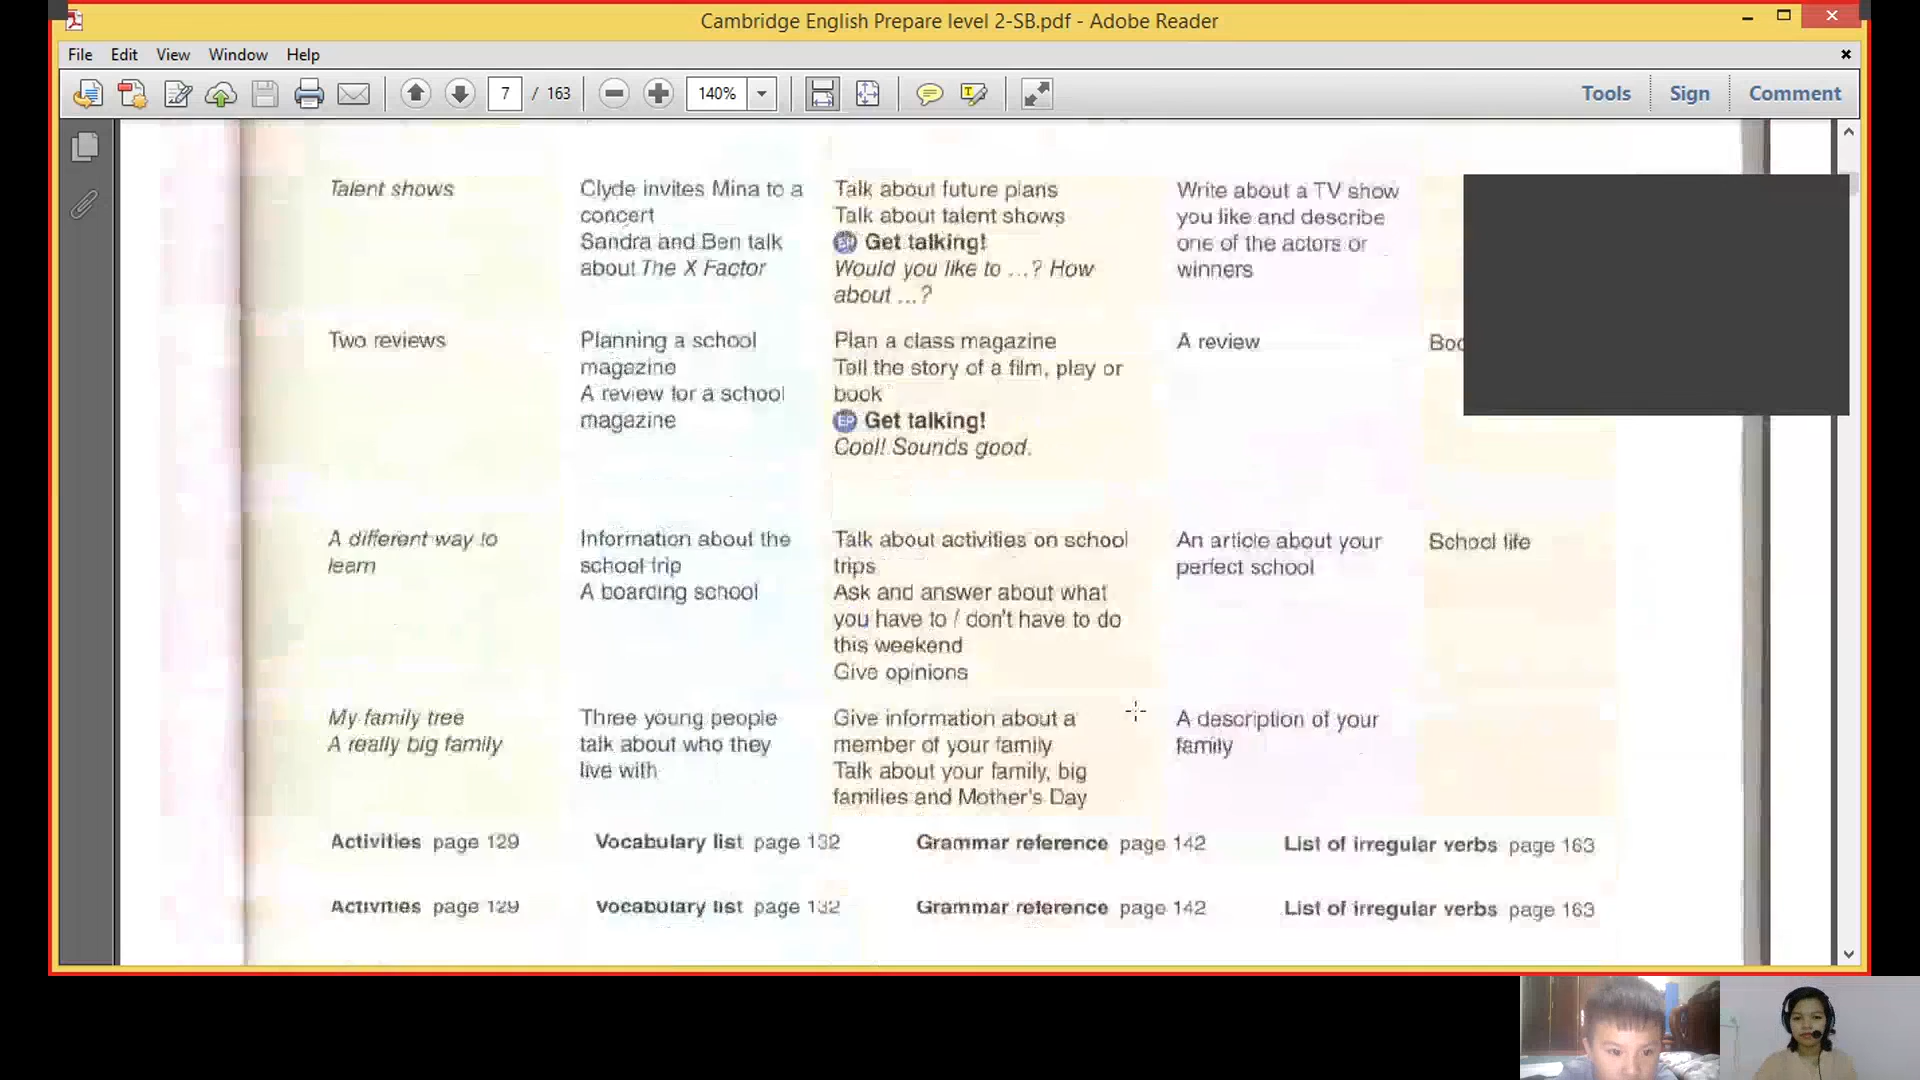 Cambridge English Prepare level 2-SB.pdf - Adobe Reader
File Edit View Window Help
7 / 163 140% Tools Sign Comment
Talent shows
Clyde invites Mina to a
concert
Sandra and Ben talk
about The X Factor
Talk about future plans
Talk about talent shows
EP Get talking!
Would you like to ...? How
about ...?
Write about a TV show
you like and describe
one of the actors or
winners
Two reviews
Planning a school
magazine
A review for a school
magazine
Plan a class magazine
Tell the story of a film, play or
book
EP Get talking!
Cool! Sounds good.
A review
A different way to
learn
Information about the
school trip
A boarding school
Talk about activities on school
trips
Ask and answer about what
you have to / don't have to do
this weekend
Give opinions
An article about your
perfect school
School life
My family tree
A really big family
Three young people
talk about who they
live with
Give information about a
member of your family
Talk about your family, big
families and Mother's Day
A description of your
family
Activities page 129 Vocabulary list page 132 Grammar reference page 142 List of irregular verbs page 163
Activities page 129 Vocabulary list page 132 Grammar reference page 142 List of irregular verbs page 163